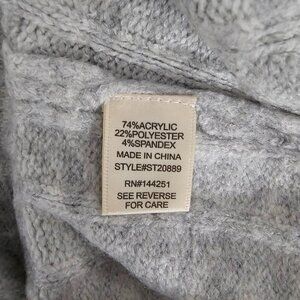 74%ACRYLIC
22%POLYESTER
4%SPANDEX
MADE IN CHINA
STYLE#ST20889
RN#144251
SEE REVERSE
FOR CARE